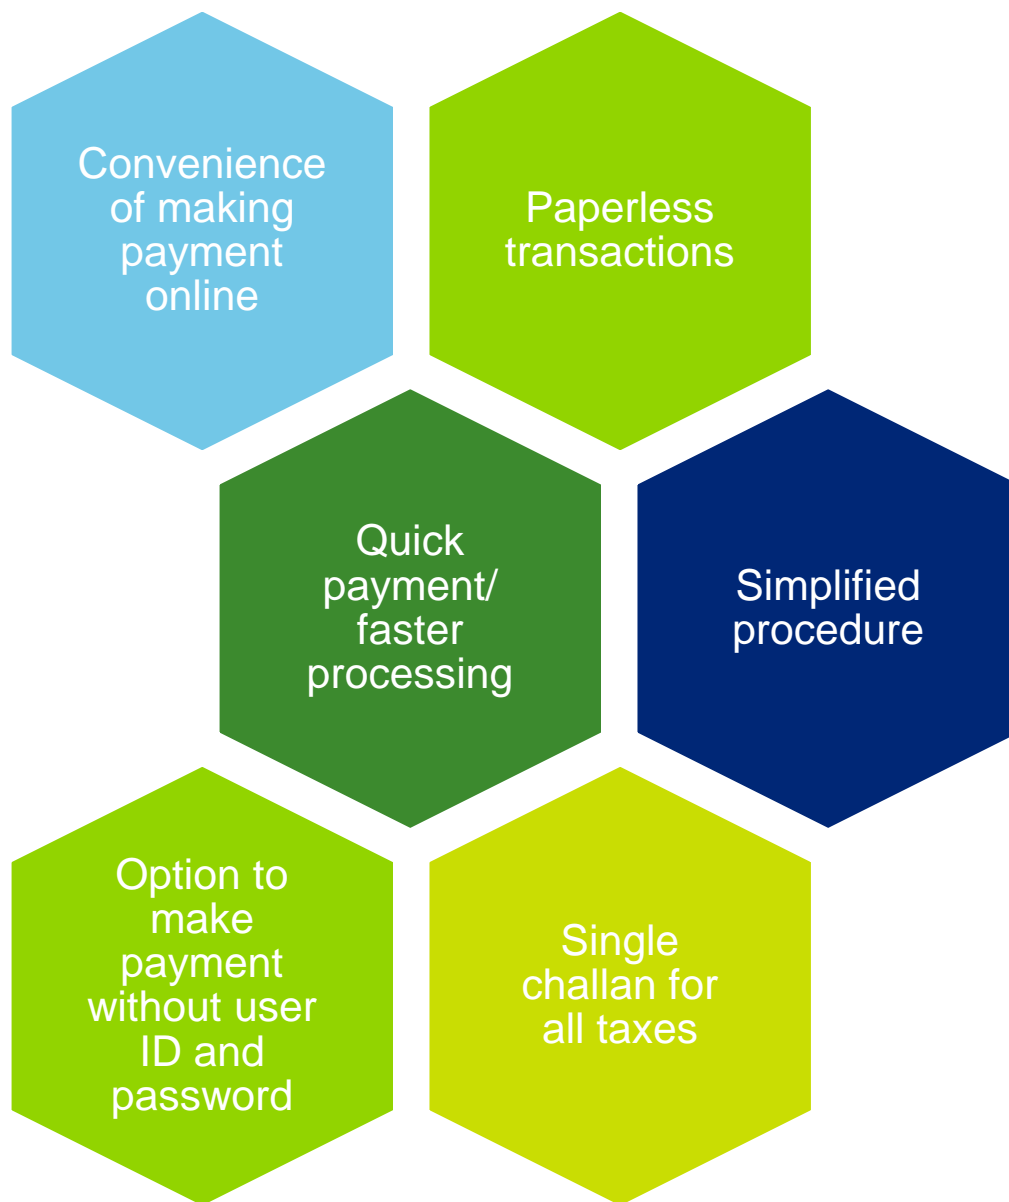 Convenience
of making
payment
online
Paperless
transactions
Quick
payment/
faster
processing
Simplified
procedure
Option to
make
payment
without user
ID and
password
Single
challan for
all taxes